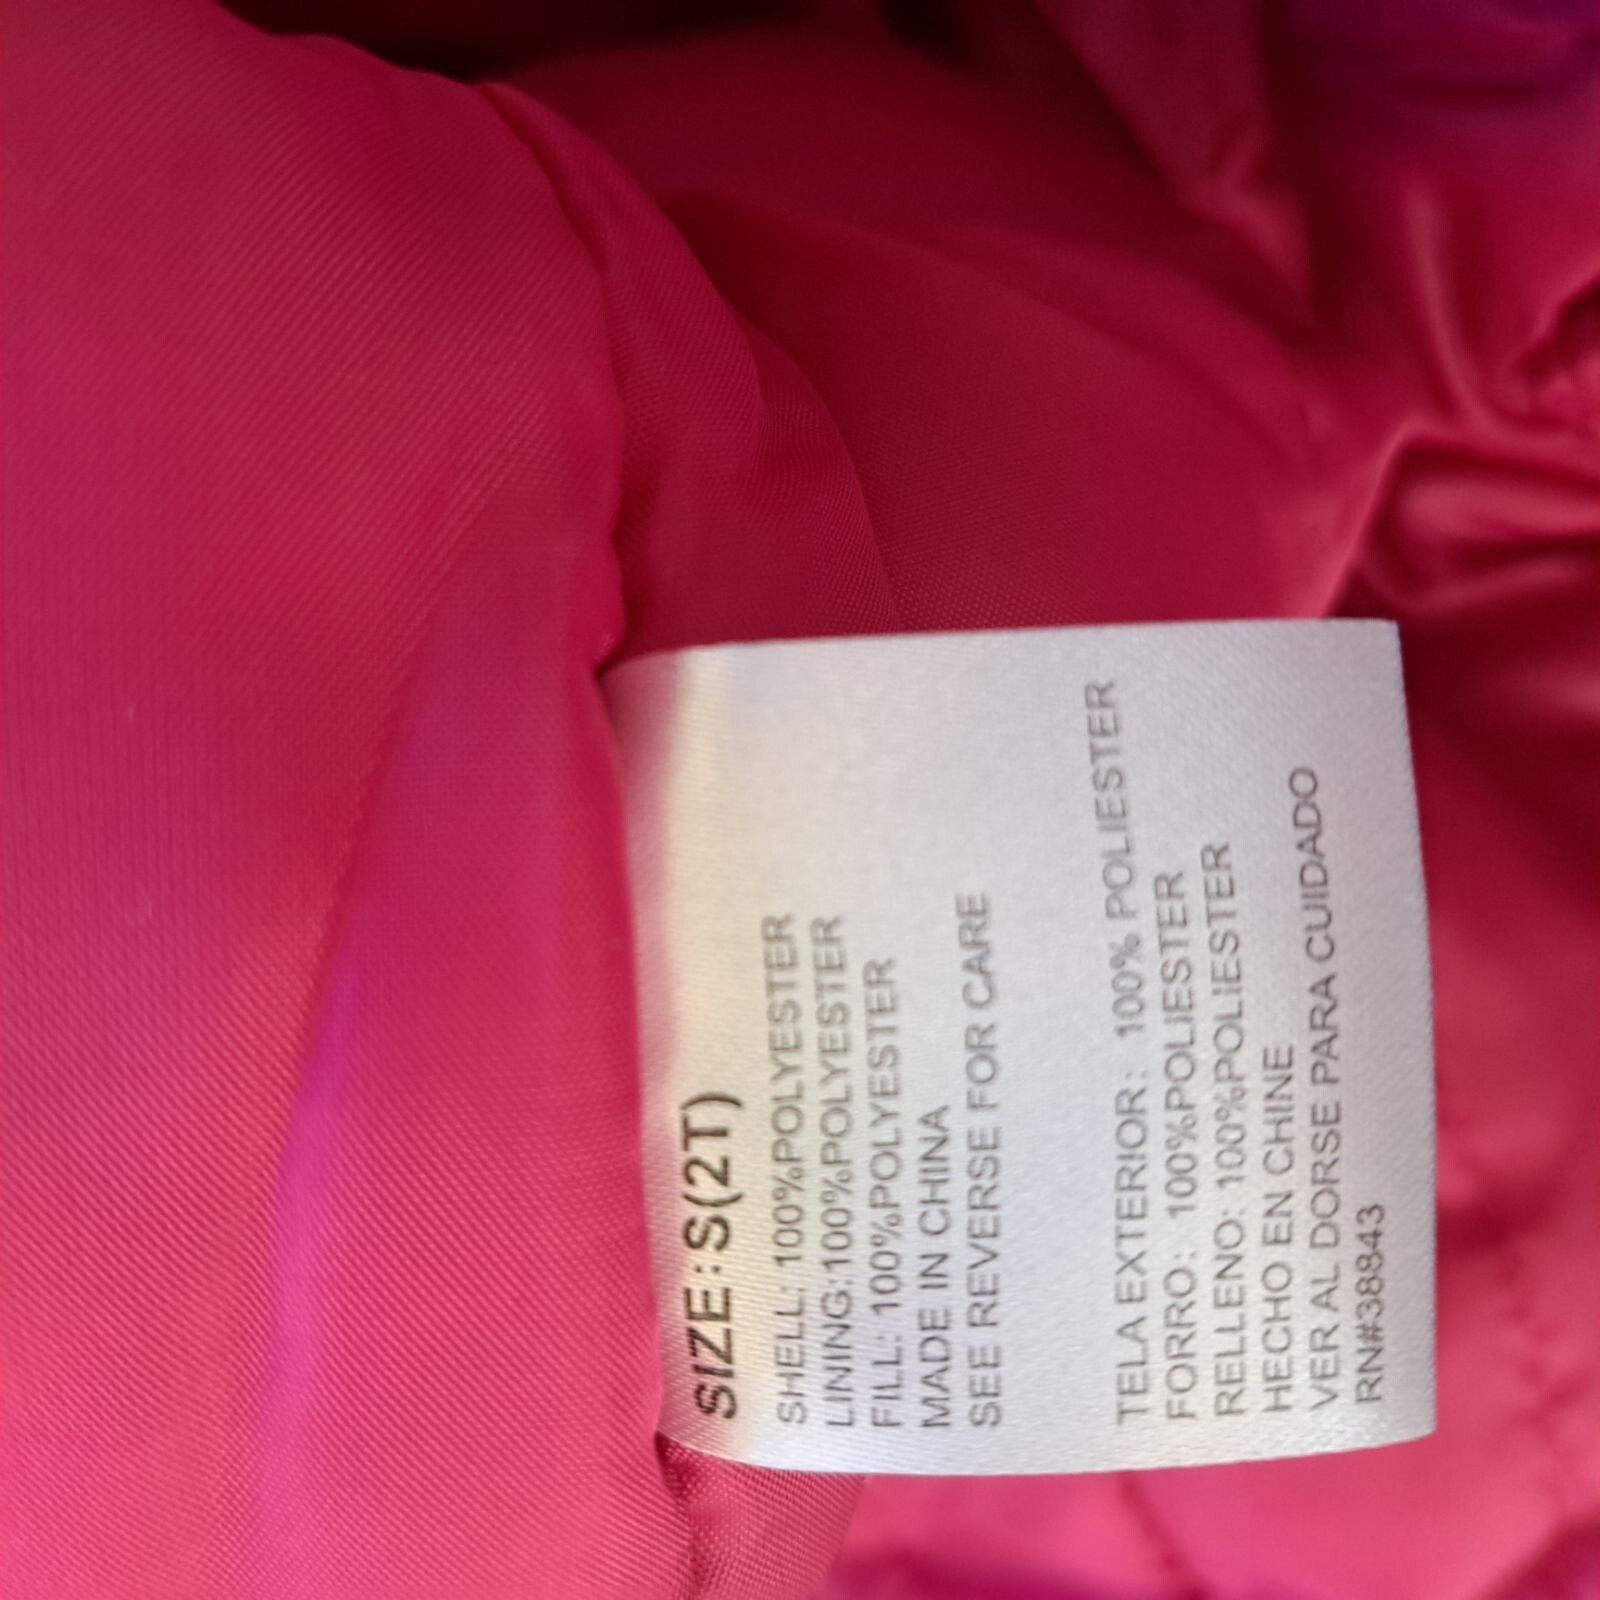 SIZE:S(2T)
SHELL: 100%POLYESTER
LINING:100%POLYESTER
FILL: 100%POLYESTER
MADE IN CHINA
SEE REVERSE FOR CARE
TELA EXTERIOR: 100% POLIESTER
FORRO: 100%POLIESTER
RELLENO: 100%POLIESTER
HECHO EN CHINE
VER AL DORSE PARA CUIDADO
RN#38843